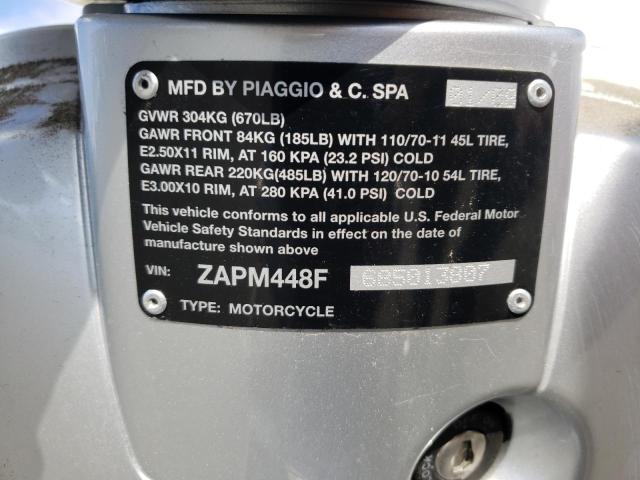 MFD BY PIAGGIO & C. SPA
GVWR 304KG (670LB)
GAWR FRONT 84KG (185LB) WITH 110/70-11 45L TIRE,
E2.50X11 RIM, AT 160 KPA (23.2 PSI) COLD
GAWR REAR 220KG(485LB) WITH 120/70-10 54L TIRE,
E3.00X10 RIM, AT 280 KPA (41.0 PSI) COLD
This vehicle conforms to all applicable U.S. Federal Motor
Vehicle Safety Standards in effect on the date of
manufacture shown above
VIN: ZAPM448F 685013807
TYPE: MOTORCYCLE